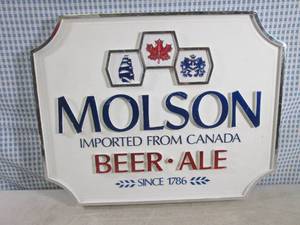 MOLSON
IMPORTED FROM CANADA
BEER · ALE
SINCE 1786